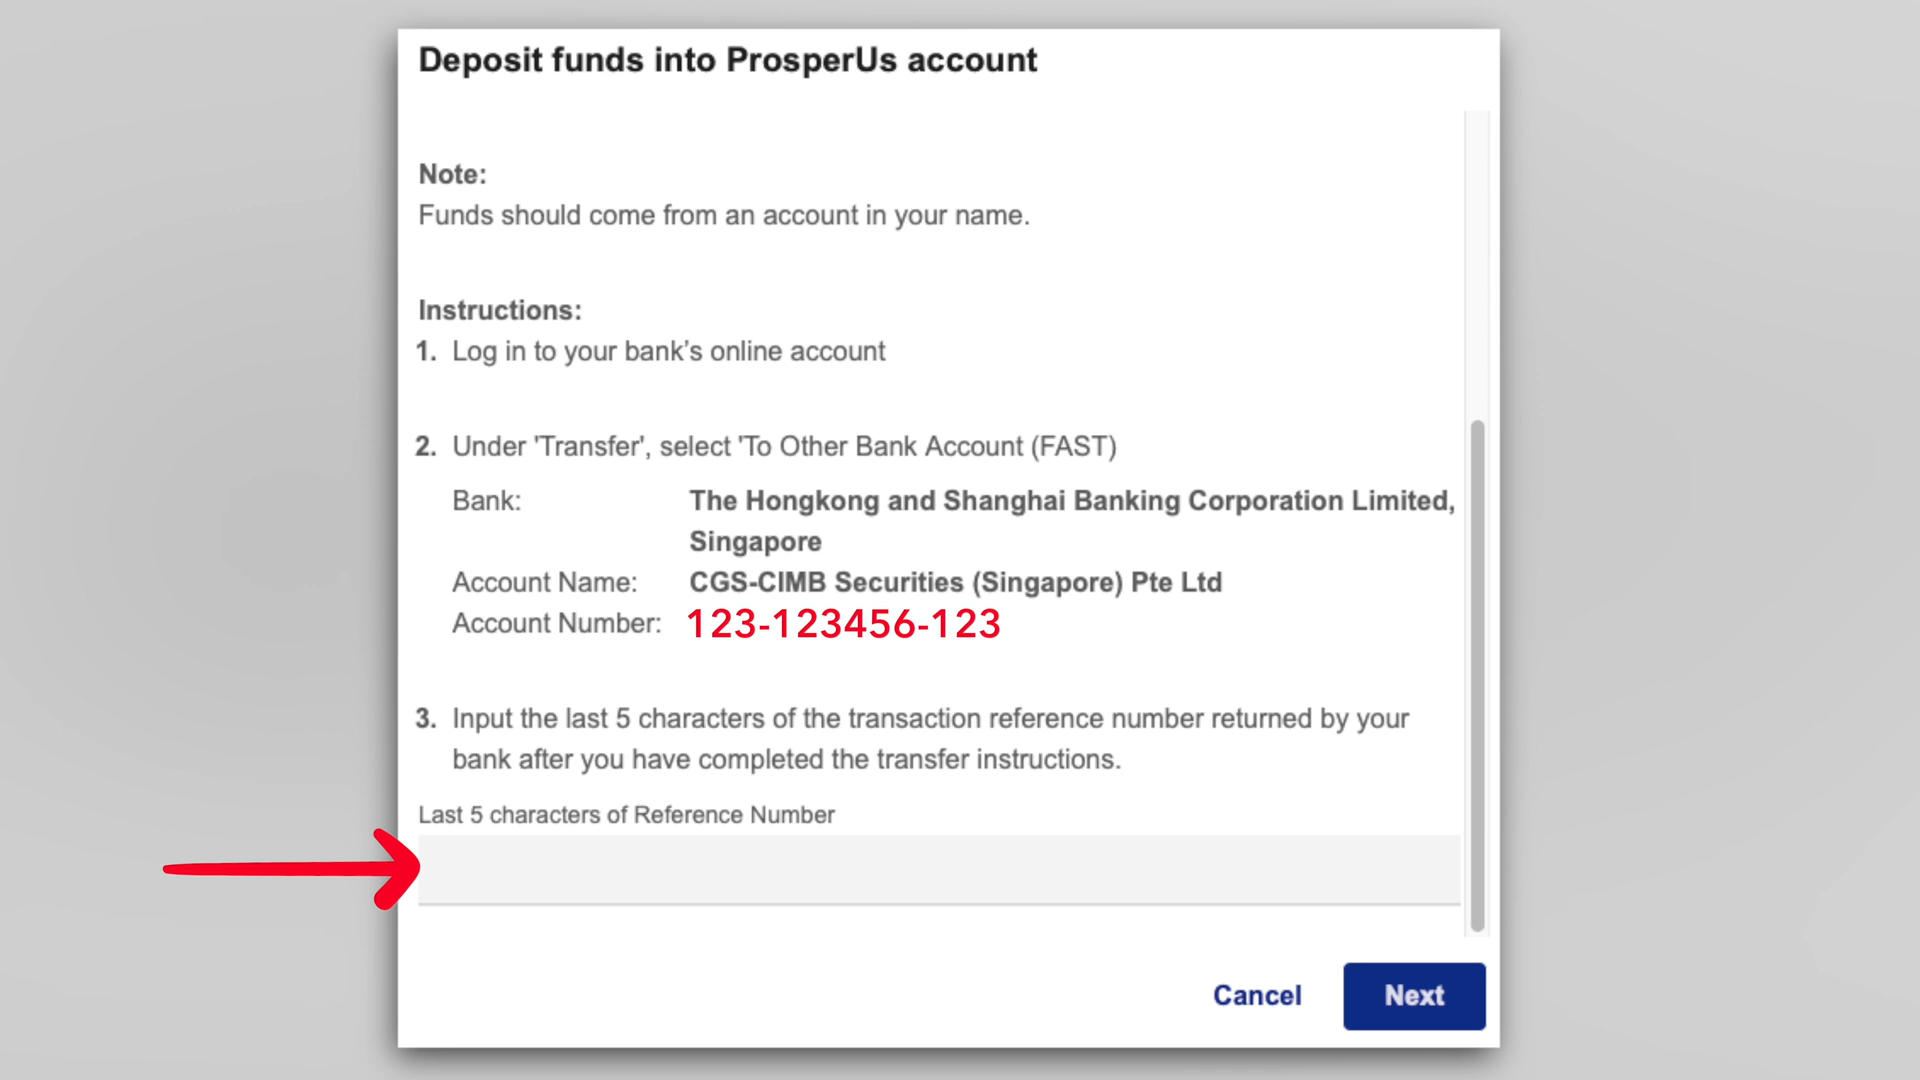 Deposit funds into ProsperUs account
Note:
Funds should come from an account in your name.
Instructions:
1. Log in to your bank’s online account
2. Under 'Transfer', select 'To Other Bank Account (FAST)
Bank: The Hongkong and Shanghai Banking Corporation Limited,
Singapore
Account Name: CGS-CIMB Securities (Singapore) Pte Ltd
Account Number: 123-123456-123
3. Input the last 5 characters of the transaction reference number returned by your
bank after you have completed the transfer instructions.
Last 5 characters of Reference Number
Cancel Next